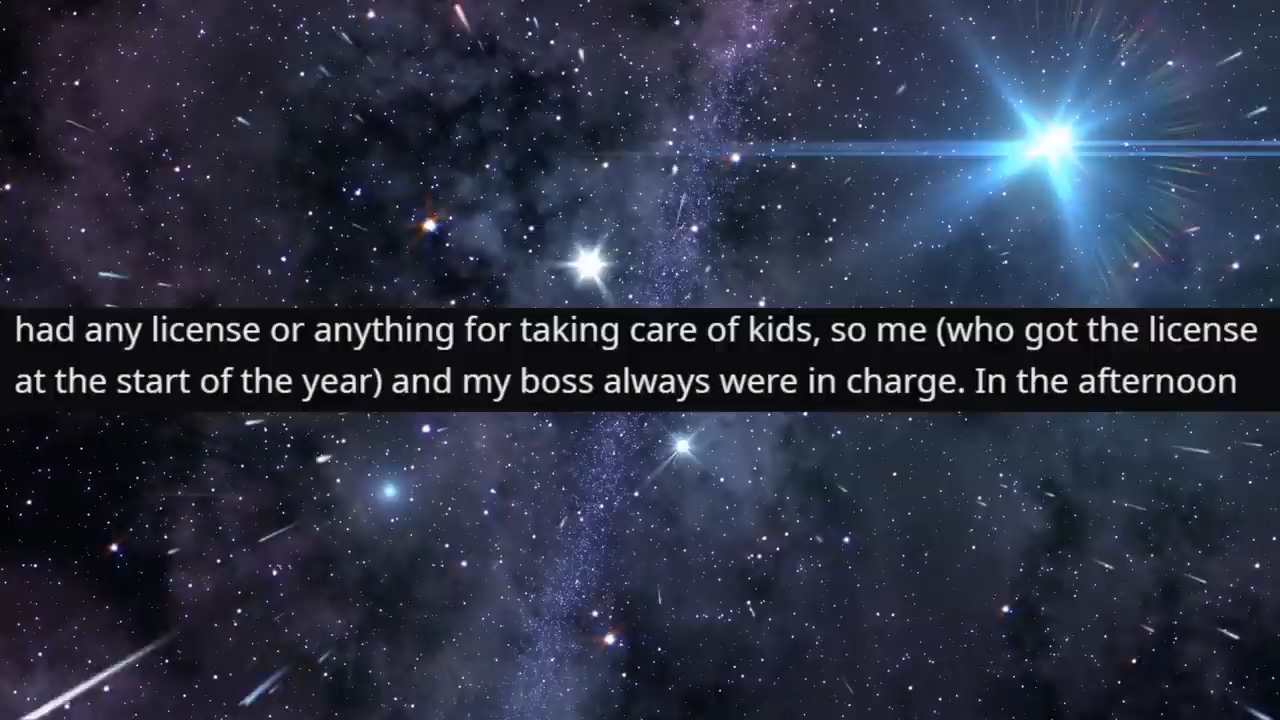 had any license or anything for taking care of kids, so me (who got the license
at the start of the year) and my boss always were in charge. In the afternoon